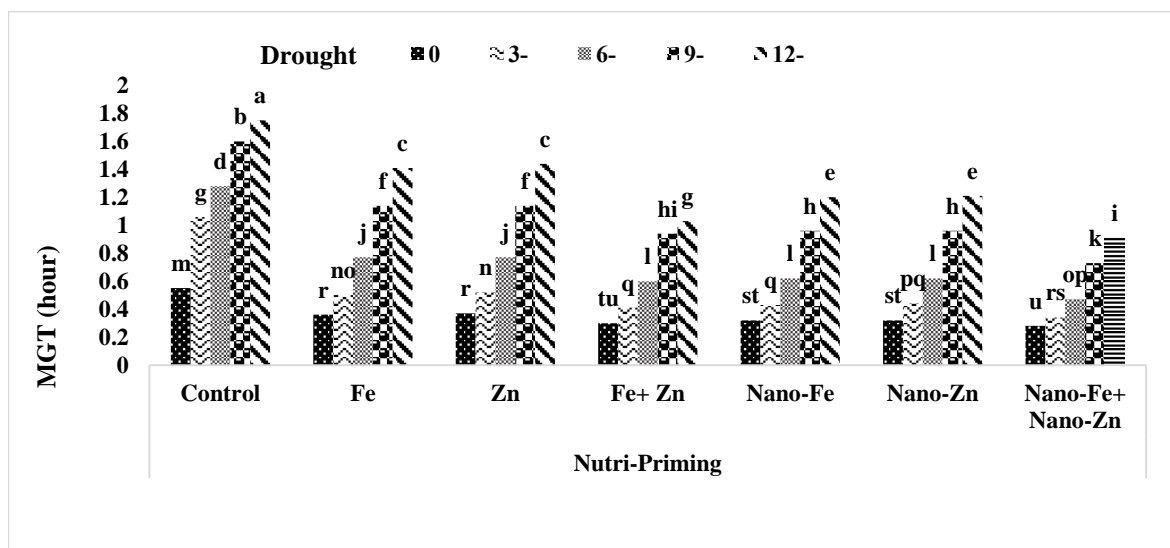 Drought 0 3- 6- 9- 12-
MGT (hour)
2
1.8
1.6
1.4
1.2
1
0.8
0.6
0.4
0.2
0
m g d b a
r no j f c
r n j f c
tu q l hi g
st q l h e
st pq l h e
u rs op k i
Control Fe Zn Fe+ Zn Nano-Fe Nano-Zn Nano-Fe+
Nano-Zn
Nutri-Priming